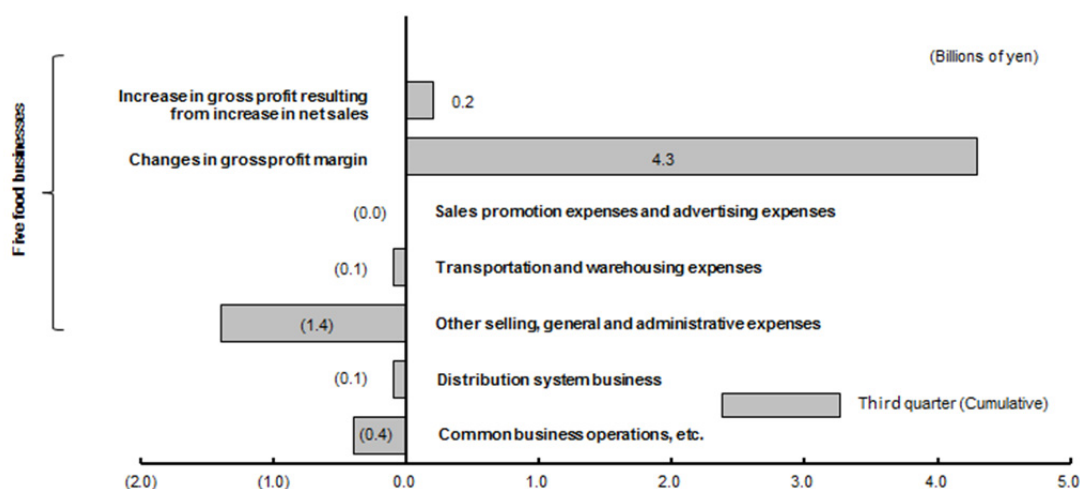 (Billions of yen)
Five food businesses
Increase in gross profit resulting
from increase in net sales
0.2
Changes in gross profit margin
4.3
(0.0)
Sales promotion expenses and advertising expenses
(0.1)
Transportation and warehousing expenses
(1.4)
Other selling, general and administrative expenses
(0.1)
Distribution system business
Third quarter (Cumulative)
(0.4)
Common business operations, etc.
(2.0) (1.0) 0.0 1.0 2.0 3.0 4.0 5.0